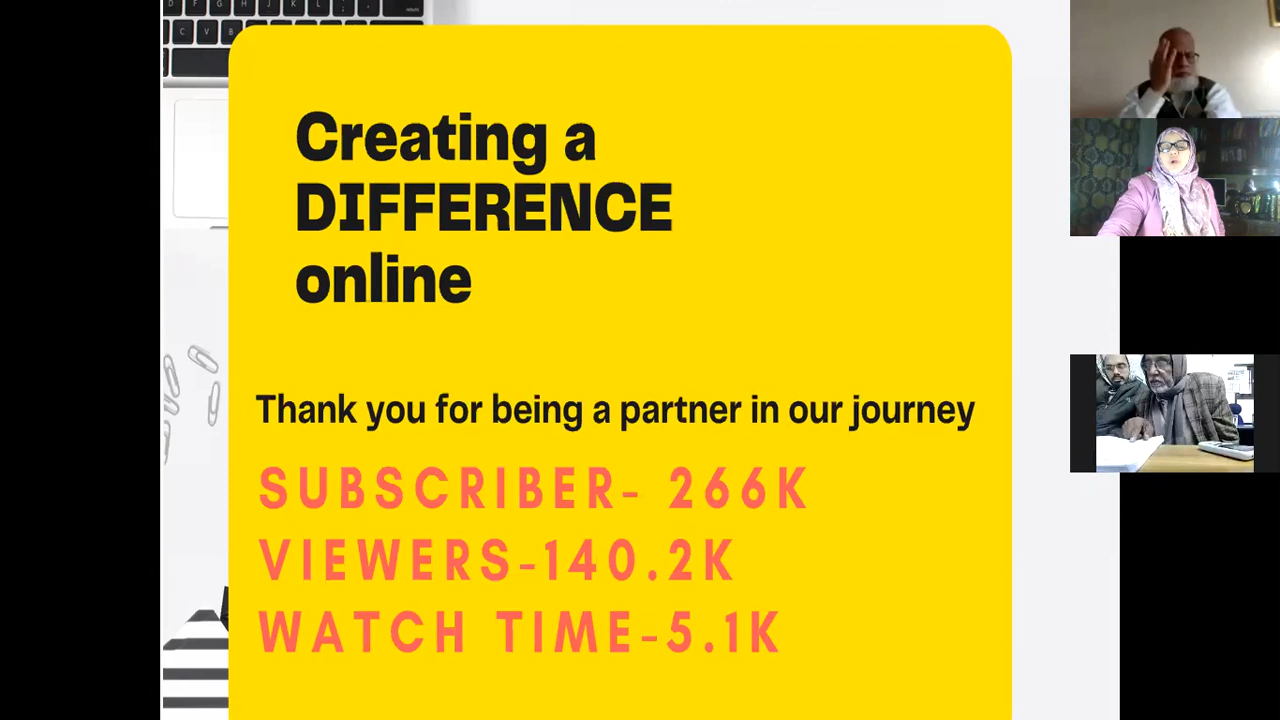 Creating a
DIFFERENCE
online
Thank you for being a partner in our journey
SUBSCRIBER- 266K
VIEWERS-140.2K
WATCH TIME-5.1K